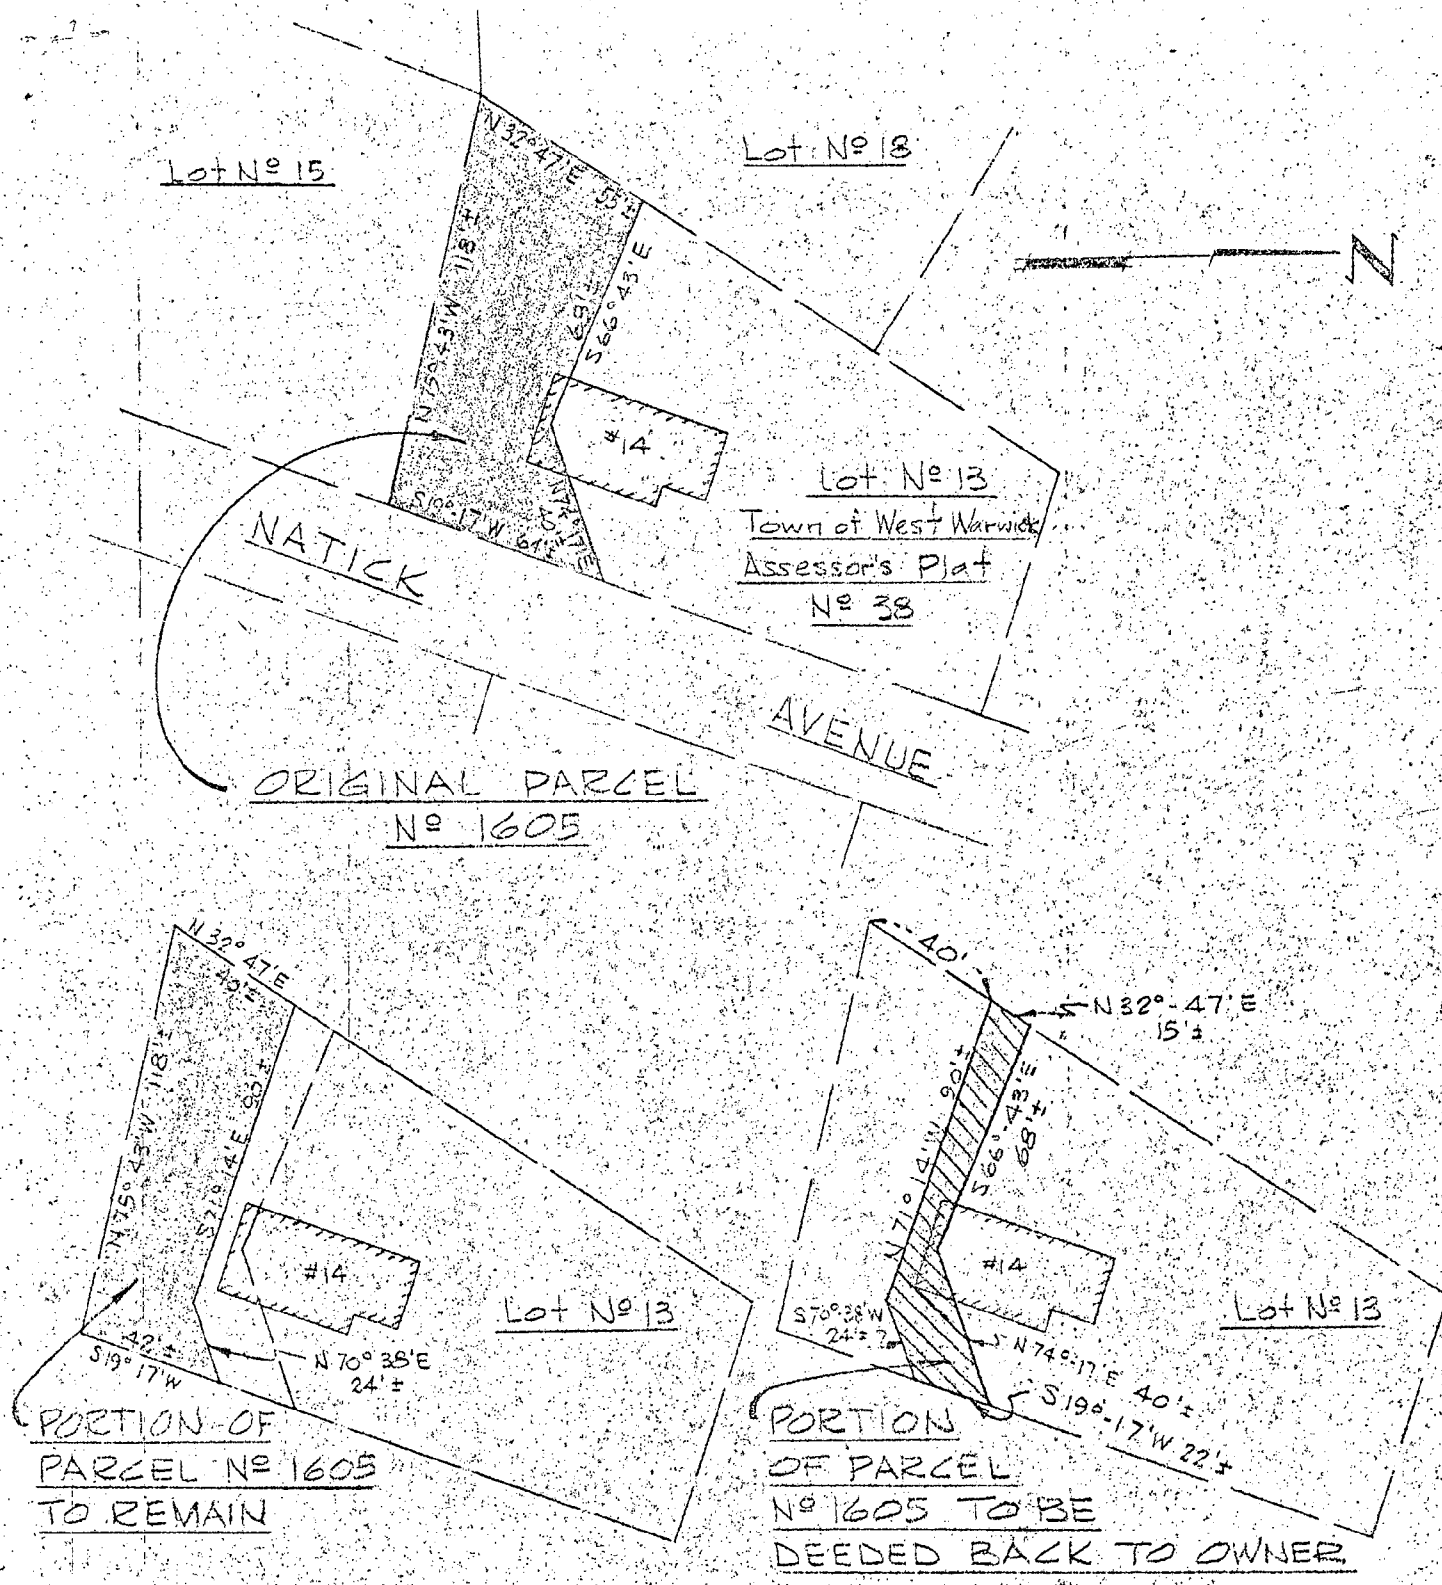 Lot Nº 15
Lot Nº 18
N 32° 47' E 55'±
N 75° 43' W 118'±
S 66° 43' E
N
#14
S 19°-17' W 64'±
Lot Nº 13
Town of West Warwick
Assessor's Plat
Nº 38
NATICK
AVENUE
ORIGINAL PARCEL
Nº 1605
N 32° 47' E
40'±
N 75° 43' W - 118'±
S 71° 14' E 90'±
#14
Lot Nº 13
42'±
S 19° 17' W
N 70° 38' E
24'±
PORTION OF
PARCEL Nº 1605
TO REMAIN
40'
N 32°- 47' E
15'±
N 71° 14' W 90'±
S 66°-43' E
68'±
#14
Lot Nº 13
S 70° 38' W
24'±
N 74°-17' E 40'±
S 19°-17' W 22'±
PORTION
OF PARCEL
Nº 1605 TO BE
DEEDED BACK TO OWNER